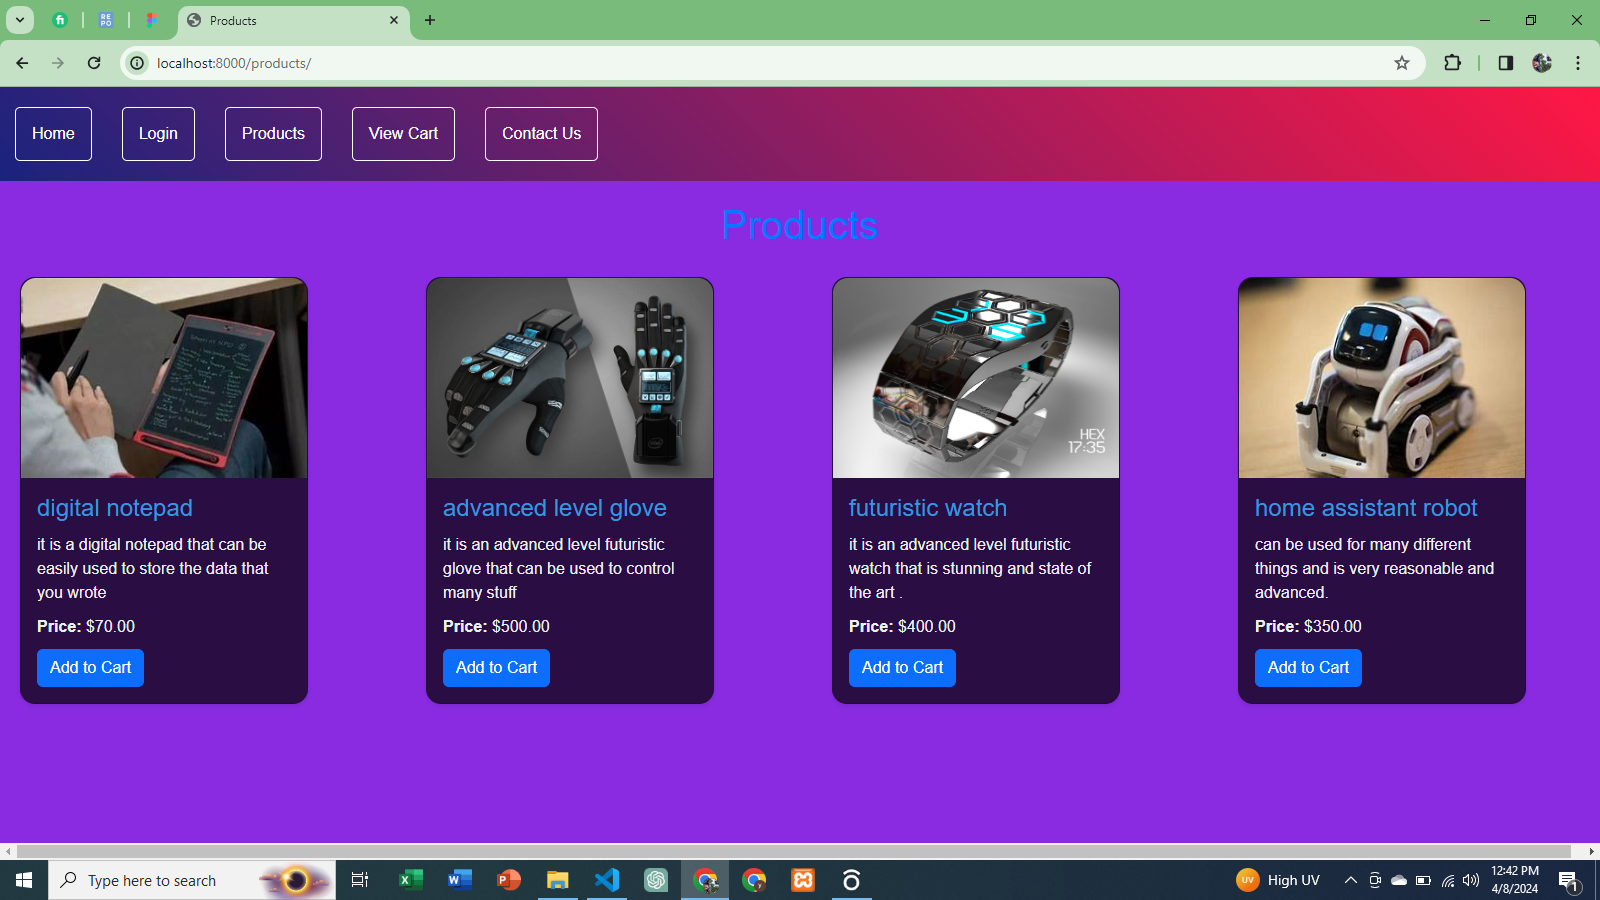 RE
PO
Products
localhost:8000/products/
Home
Login
Products
View Cart
Contact Us
Products
HEX
17:35
digital notepad
it is a digital notepad that can be
easily used to store the data that
you wrote
Price: $70.00
Add to Cart
advanced level glove
it is an advanced level futuristic
glove that can be used to control
many stuff
Price: $500.00
Add to Cart
futuristic watch
it is an advanced level futuristic
watch that is stunning and state of
the art .
Price: $400.00
Add to Cart
home assistant robot
can be used for many different
things and is very reasonable and
advanced.
Price: $350.00
Add to Cart
Type here to search
UV
High UV
12:42 PM
4/8/2024
1